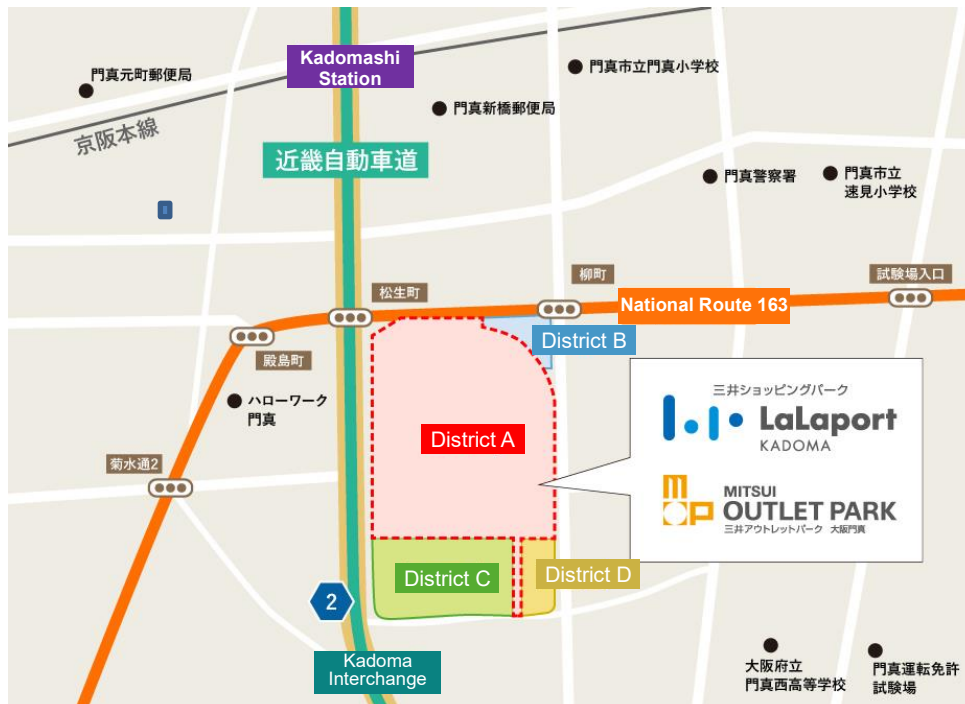 Kadomashi
Station
門真市立門真小学校
門真元町郵便局
門真新橋郵便局
京阪本線
近畿自動車道
門真警察署
門真市立
速見小学校
柳町
試験場入口
松生町
National Route 163
District B
殿島町
三井ショッピングパーク
LaLaport
KADOMA
ハローワーク
門真
District A
菊水通2
mop
MITSUI
OUTLET PARK
三井アウトレットパーク 大阪門真
District C
District D
2
Kadoma
Interchange
大阪府立
門真西高等学校
門真運転免許
試験場